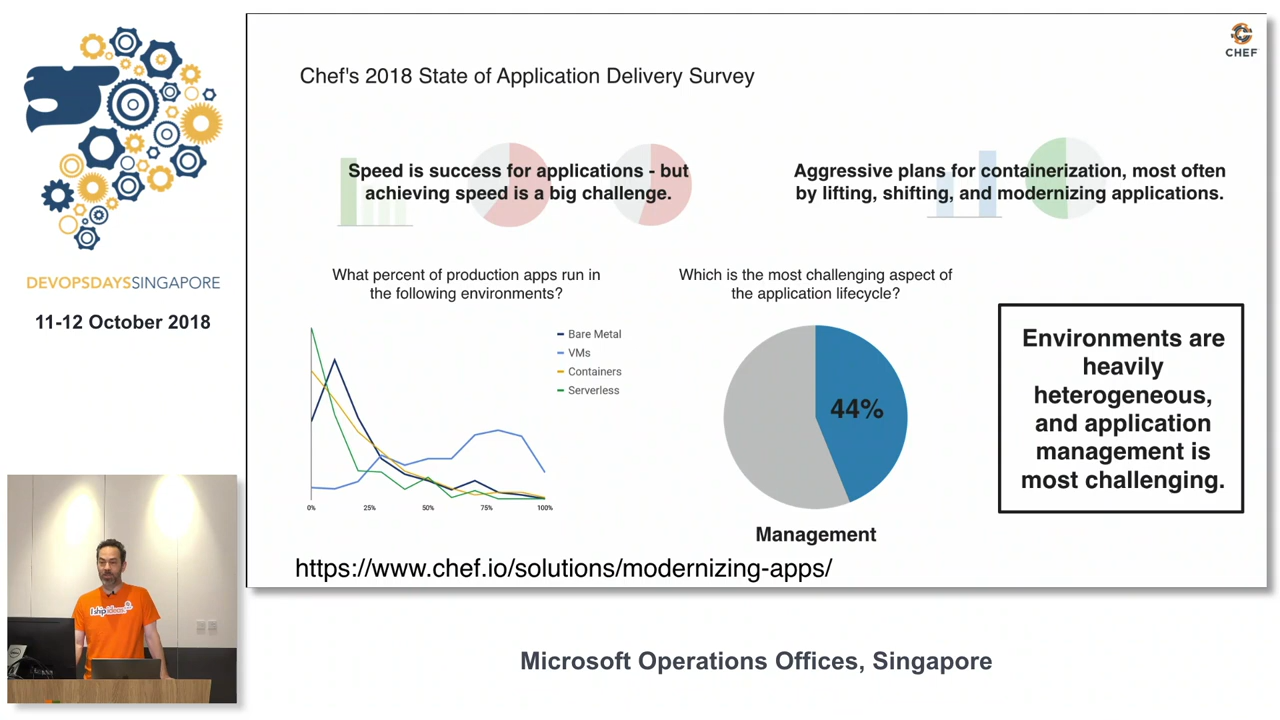 CHEF
Chef's 2018 State of Application Delivery Survey
Speed is success for applications - but
achieving speed is a big challenge.
Aggressive plans for containerization, most often
by lifting, shifting, and modernizing applications.
What percent of production apps run in
the following environments?
Bare Metal
VMs
Containers
Serverless
0%
25%
50%
75%
100%
Which is the most challenging aspect of
the application lifecycle?
44%
Management
Environments are
heavily
heterogeneous,
and application
management is
most challenging.
https://www.chef.io/solutions/modernizing-apps/
DEVOPSDAYSSINGAPORE
11-12 October 2018
I ship ideas
Microsoft Operations Offices, Singapore